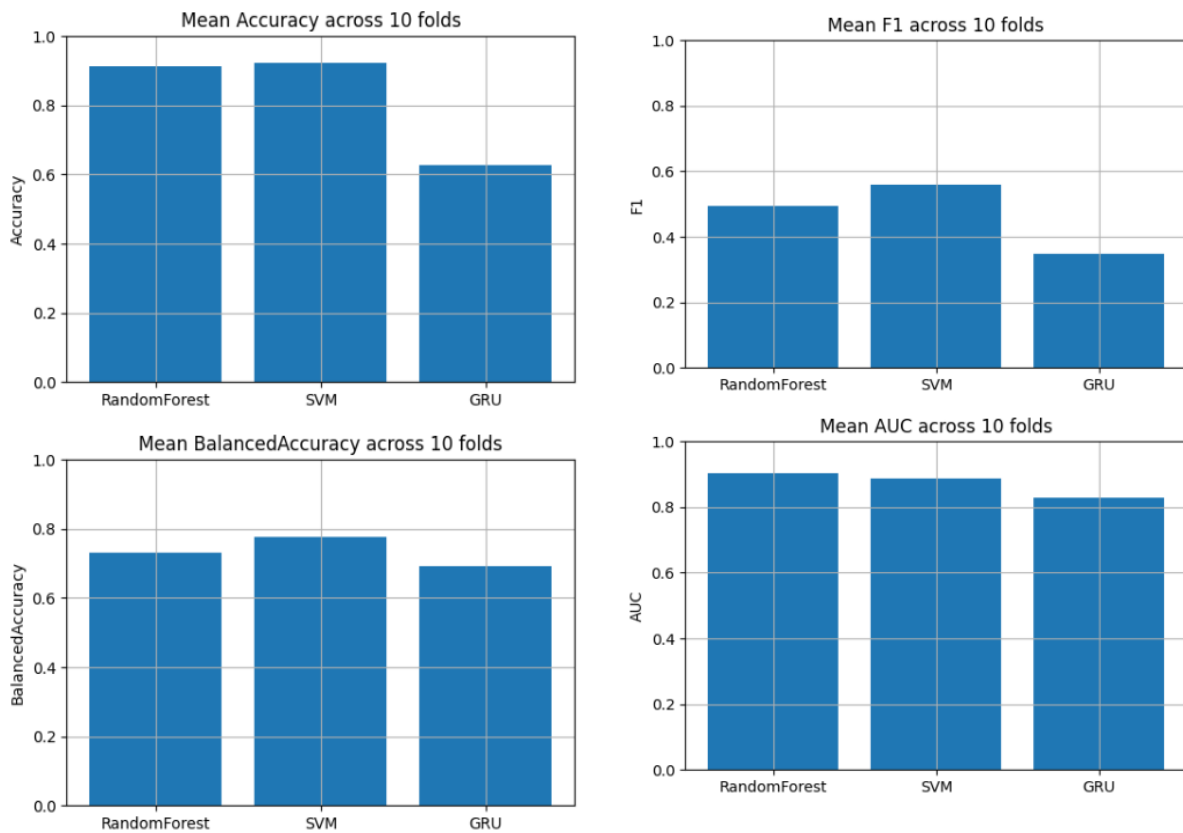 Mean Accuracy across 10 folds
1.0
0.8
0.6
0.4
0.2
0.0
Accuracy
RandomForest SVM GRU
Mean F1 across 10 folds
1.0
0.8
0.6
0.4
0.2
0.0
F1
RandomForest SVM GRU
Mean BalancedAccuracy across 10 folds
1.0
0.8
0.6
0.4
0.2
0.0
BalancedAccuracy
RandomForest SVM GRU
Mean AUC across 10 folds
1.0
0.8
0.6
0.4
0.2
0.0
AUC
RandomForest SVM GRU